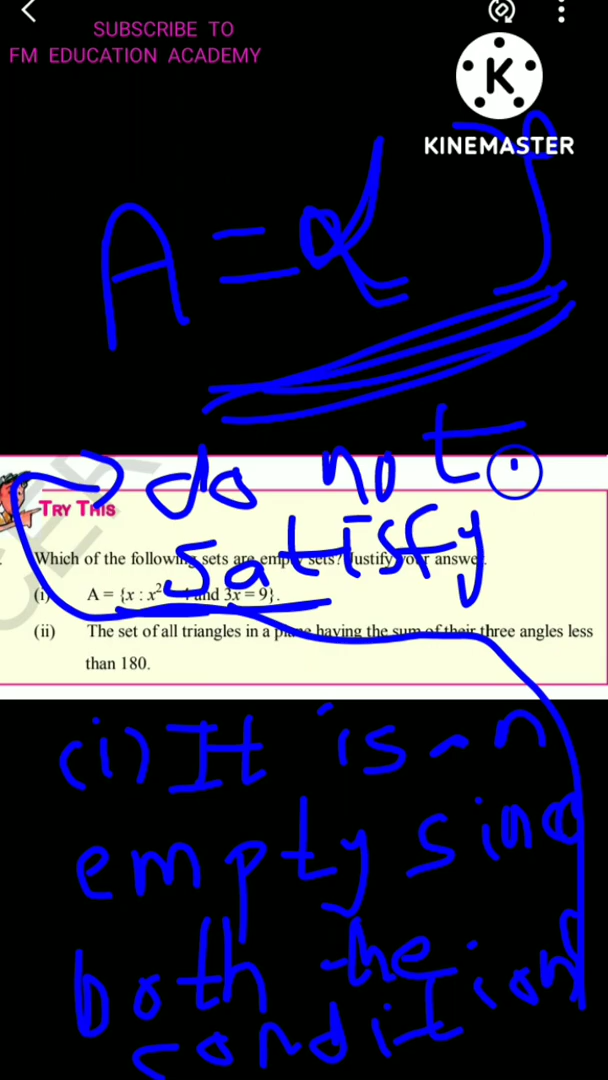 SUBSCRIBE TO
FM EDUCATION ACADEMY
K
KINEMASTER
A = { }
do not
satisfy
TRY THIS
Which of the following sets are empty sets? Justify your answer.
(i) A = {x : x² = 4 and 3x = 9}.
(ii) The set of all triangles in a plane having the sum of their three angles less
than 180.
(i) It is an
empty sinc
both the
condition